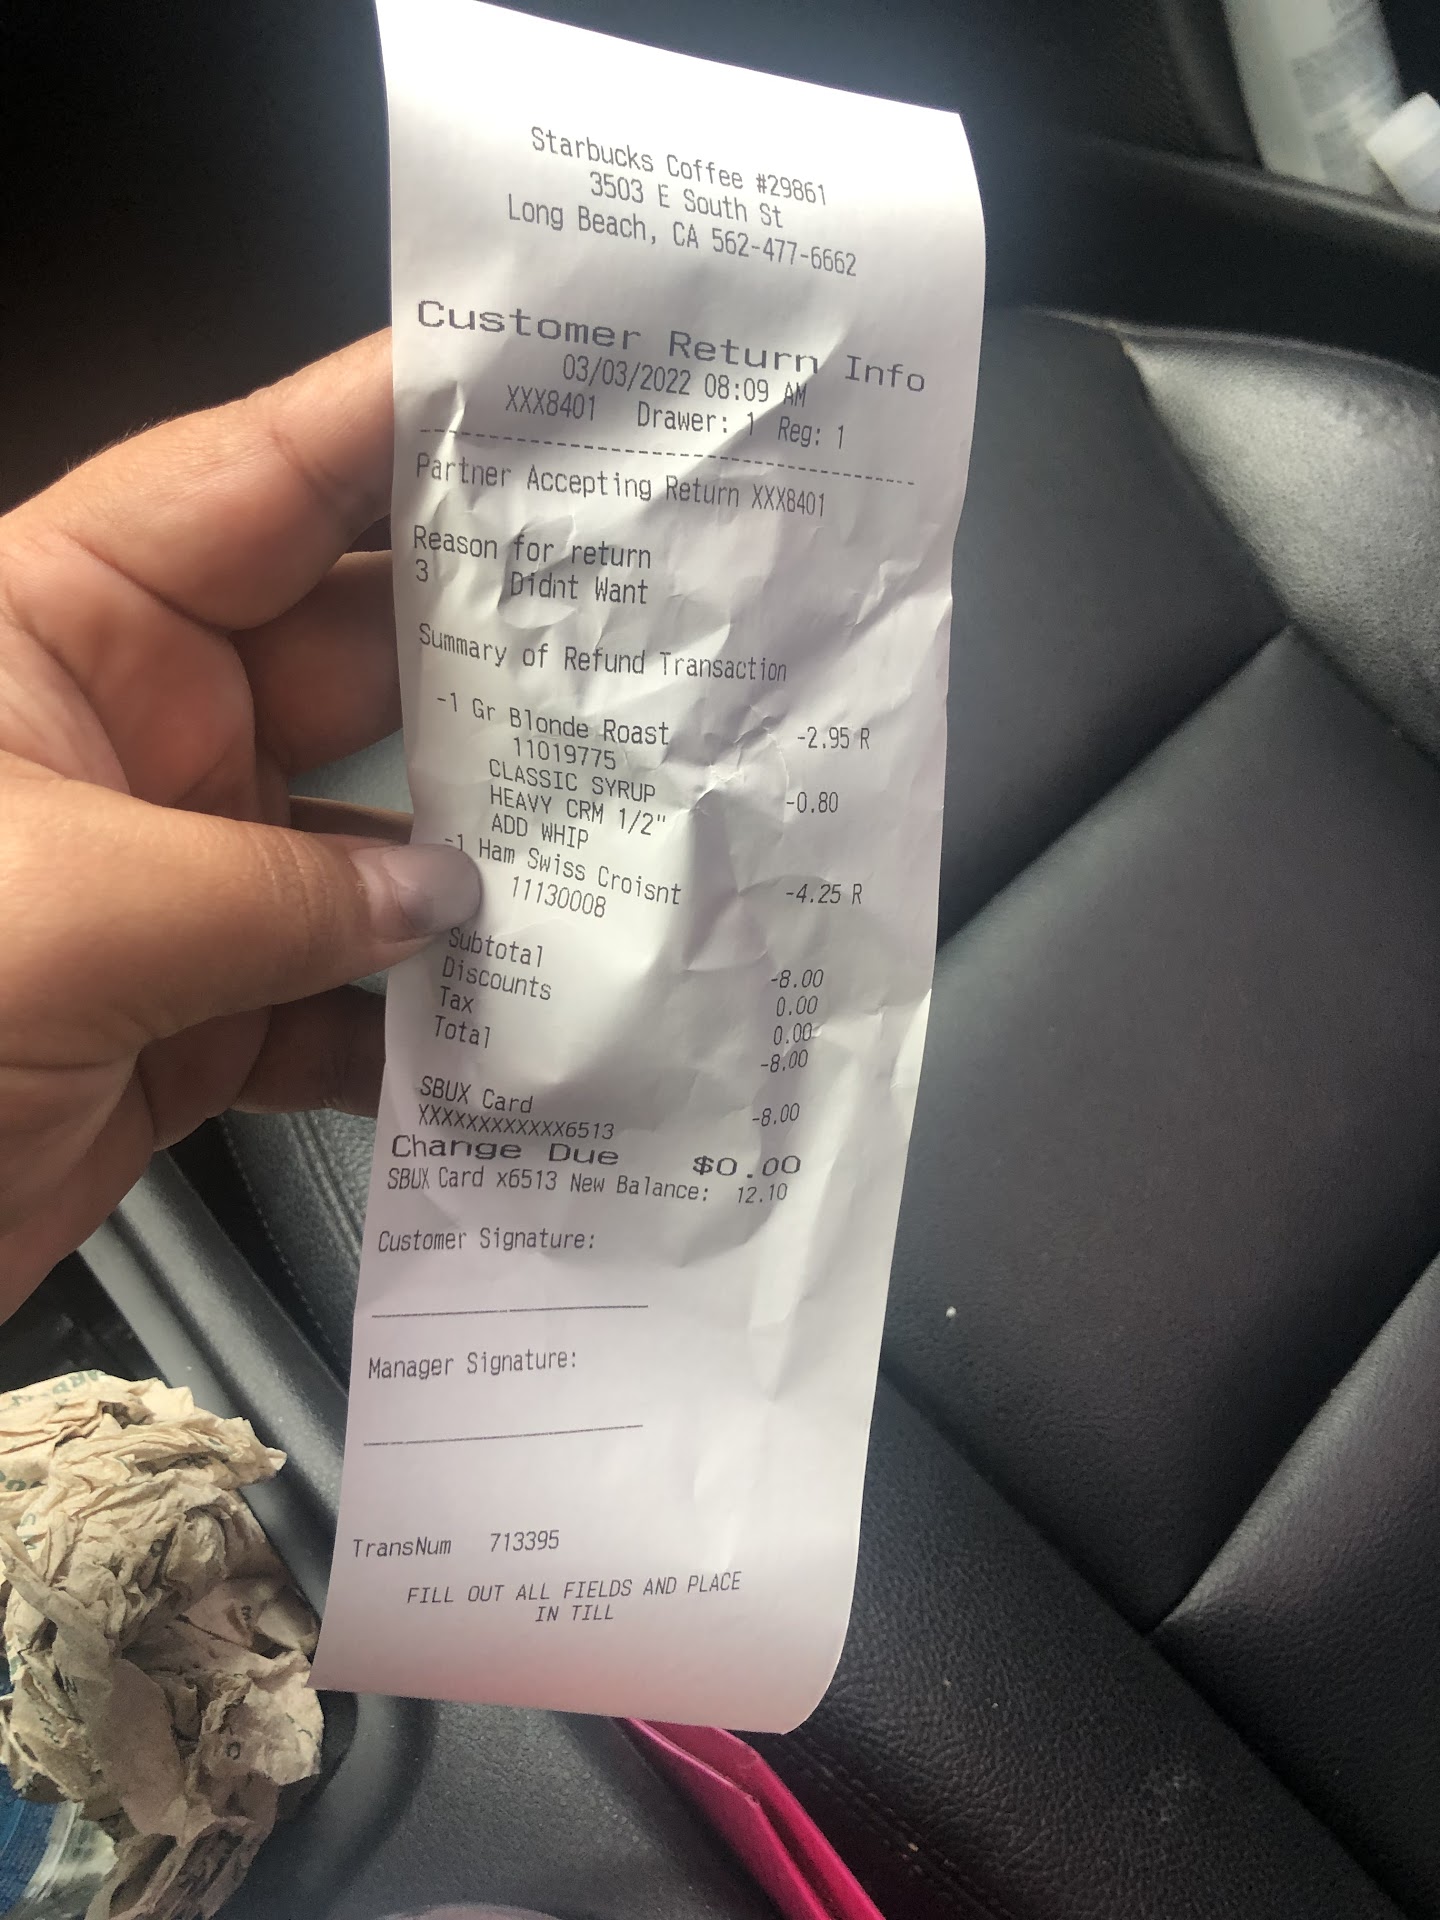 Starbucks Coffee #29861
3503 E South St
Long Beach, CA 562-477-6662
Customer Return Info
03/03/2022 08:09 AM
XXX8401 Drawer: 1 Reg: 1
Partner Accepting Return XXX8401
Reason for return
3 Didnt Want
Summary of Refund Transaction
-1 Gr Blonde Roast -2.95 R
11019775
CLASSIC SYRUP -0.80
HEAVY CRM 1/2"
ADD WHIP
-1 Ham Swiss Croisnt -4.25 R
11130008
Subtotal -8.00
Discounts 0.00
Tax 0.00
Total -8.00
SBUX Card -8.00
XXXXXXXXXXXX6513
Change Due $0.00
SBUX Card x6513 New Balance: 12.10
Customer Signature:
Manager Signature:
TransNum 713395
FILL OUT ALL FIELDS AND PLACE
IN TILL